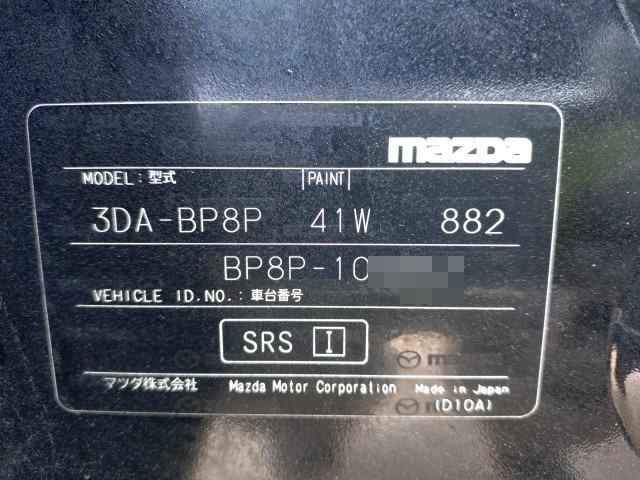 mazda
MODEL : 型式 PAINT
3DA-BP8P 41W 882
BP8P-10
VEHICLE ID.NO. : 車台番号
SRS I
マツダ株式会社 Mazda Motor Corporation Made in Japan
(D10A)